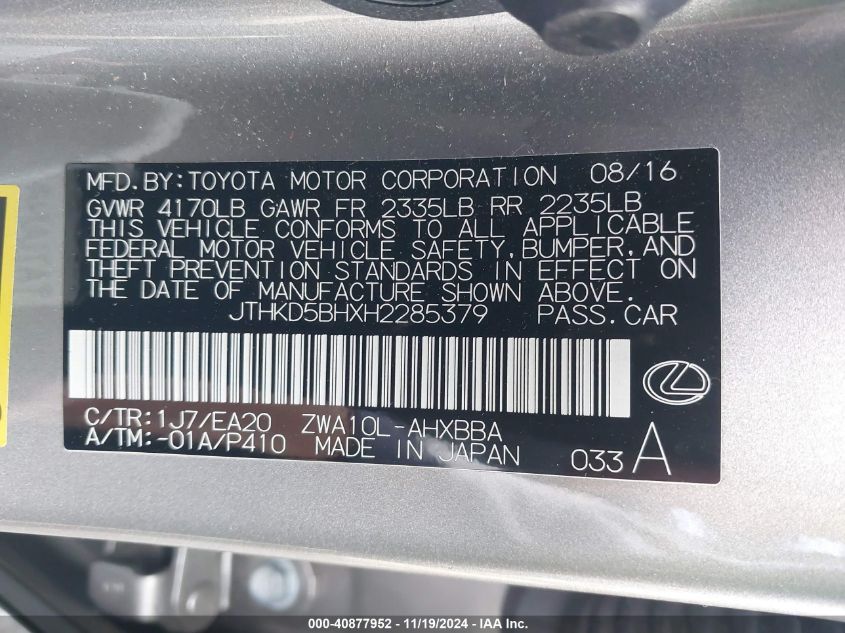 MFD.BY:TOYOTA MOTOR CORPORATION 08/16
GVWR 4170LB GAWR FR 2335LB RR 2235LB
THIS VEHICLE CONFORMS TO ALL APPLICABLE
FEDERAL MOTOR VEHICLE SAFETY,BUMPER,AND
THEFT PREVENTION STANDARDS IN EFFECT ON
THE DATE OF MANUFACTURE SHOWN ABOVE.
JTHKD5BHXH2285379 PASS.CAR
C/TR:1J7/EA20 ZWA10L-AHXBBA
A/TM:-01A/P410 MADE IN JAPAN 033 A
000-40877952 - 11/19/2024 - IAA Inc.